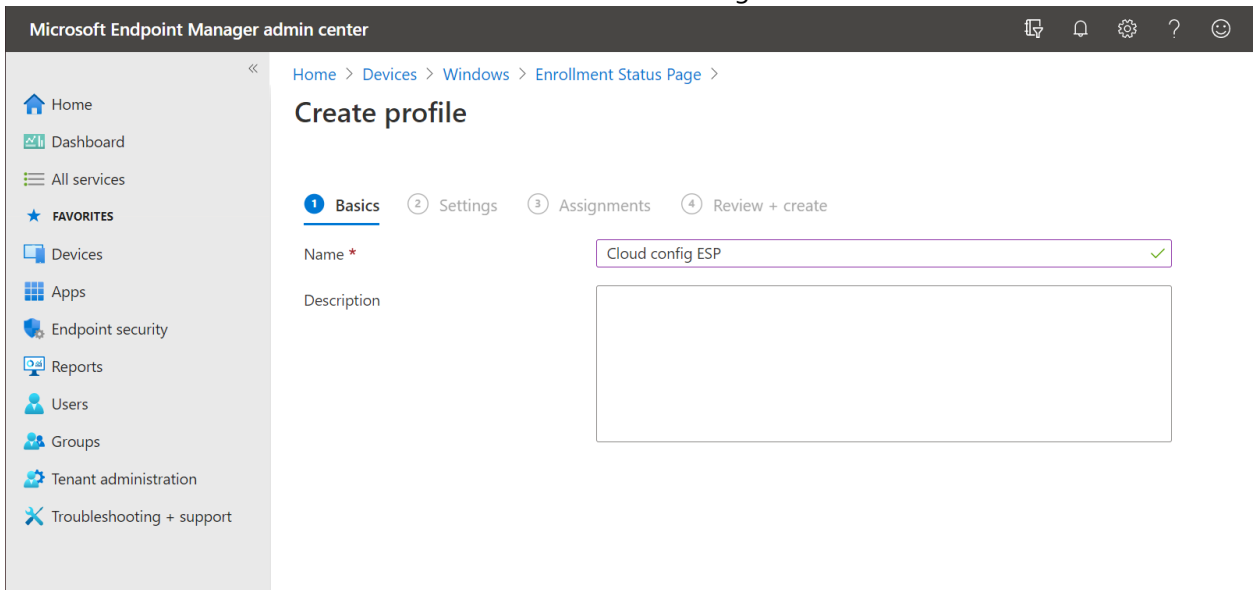 Microsoft Endpoint Manager admin center
«
Home > Devices > Windows > Enrollment Status Page >
Create profile
Home
Dashboard
All services
FAVORITES
Devices
Apps
Endpoint security
Reports
Users
Groups
Tenant administration
Troubleshooting + support
1 Basics 2 Settings 3 Assignments 4 Review + create
Name * Cloud config ESP
Description